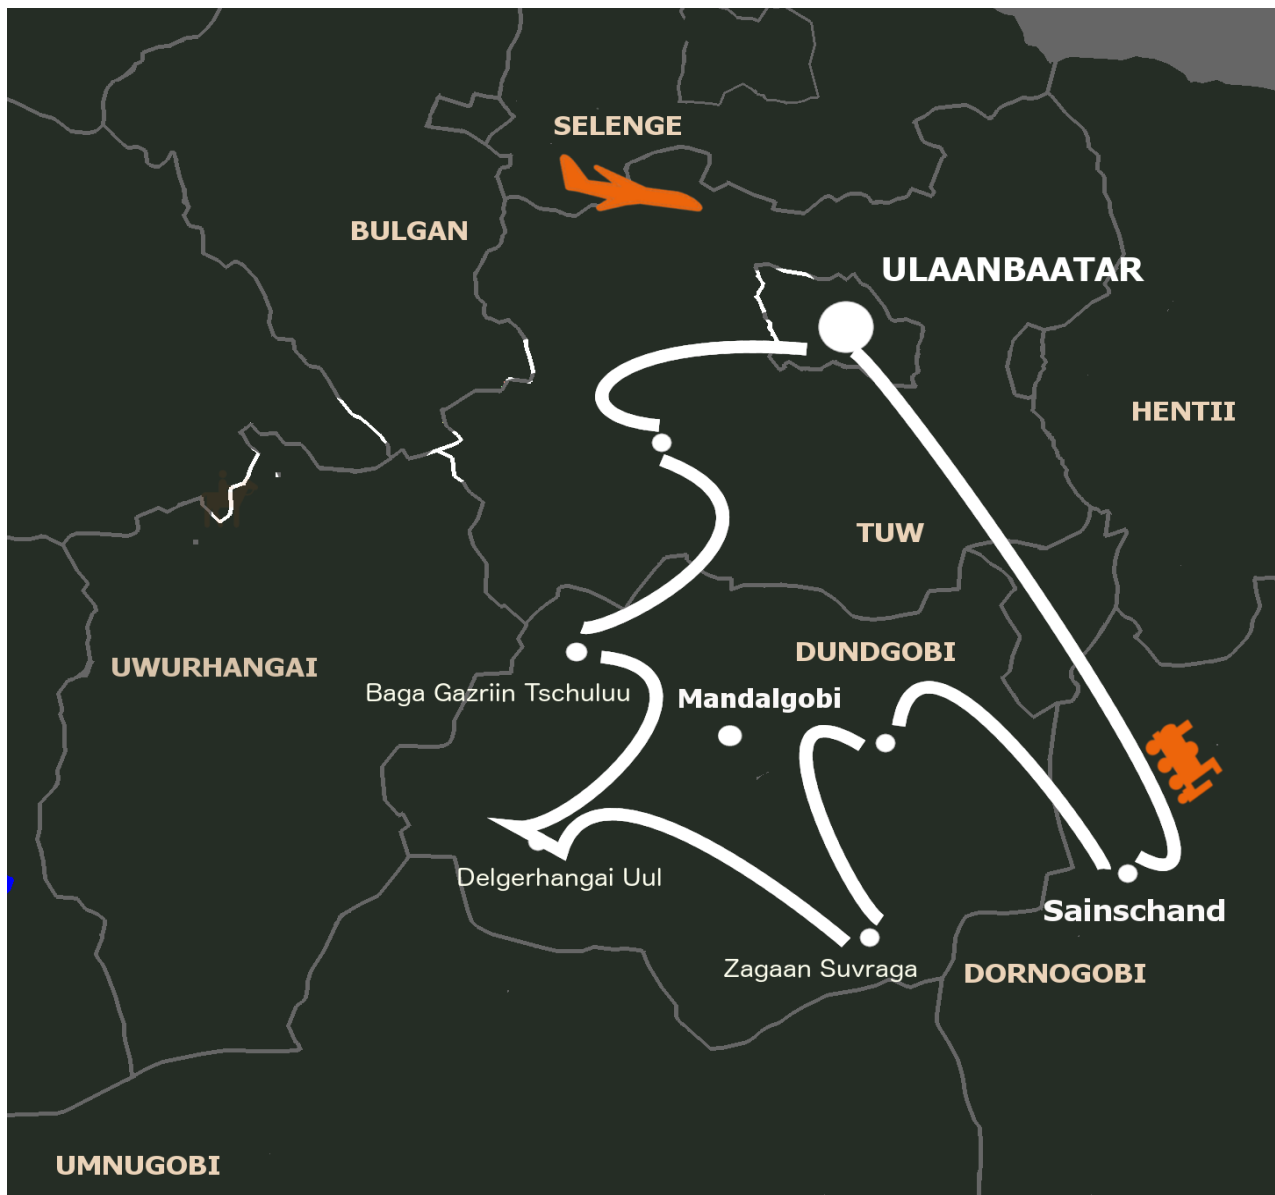 SELENGE
BULGAN
ULAANBAATAR
HENTII
TUW
DUNDGOBI
UWURHANGAI
Baga Gazriin Tschuluu
Mandalgobi
Delgerhangai Uul
Sainschand
Zagaan Suvraga
DORNOGOBI
UMNUGOBI